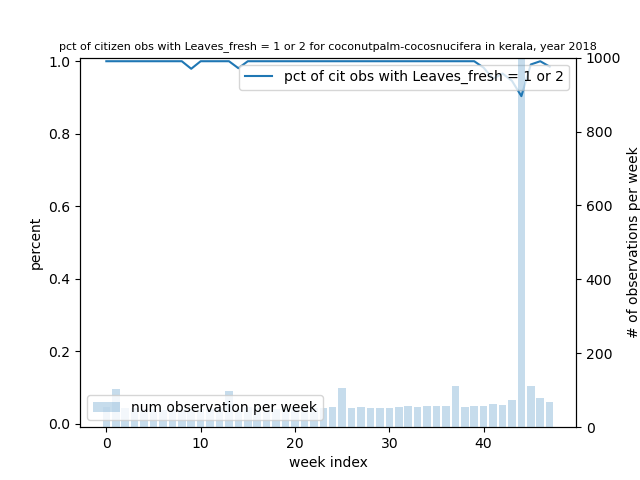 pct of citizen obs with Leaves_fresh = 1 or 2 for coconutpalm-cocosnucifera in kerala, year 2018
pct of cit obs with Leaves_fresh = 1 or 2
num observation per week
percent
1.0
0.8
0.6
0.4
0.2
0.0
1000
800
600
400
200
0
# of observations per week
0 10 20 30 40
week index